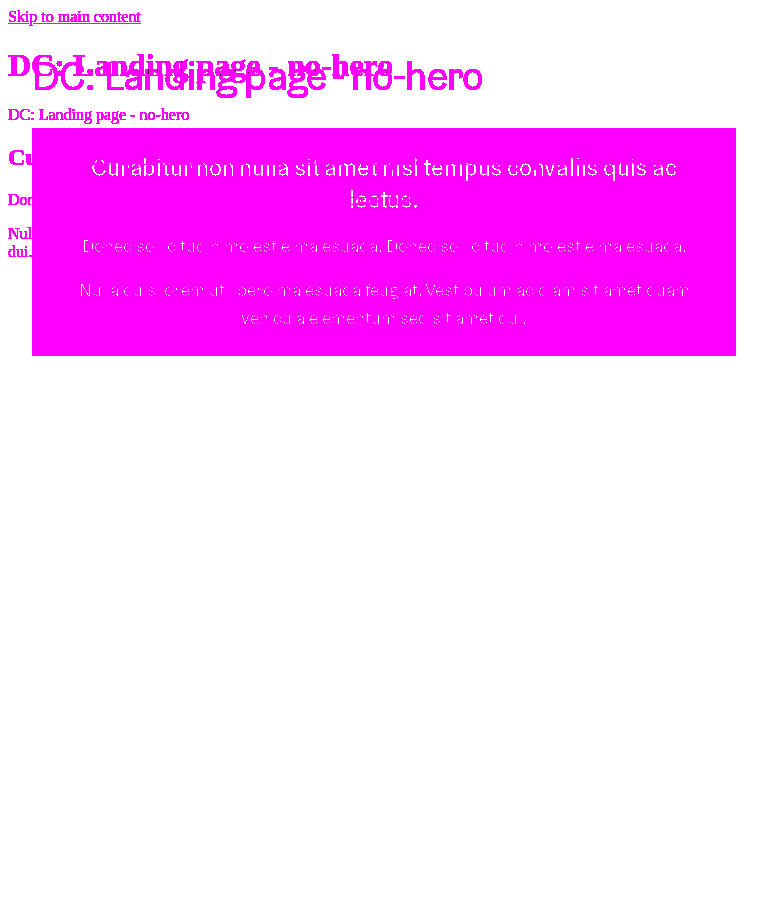 Skip to main content
DC: Landing page - no-hero
DC: Landing page - no-hero
DC: Landing page - no-hero
Cu
Curabitur non nulla sit amet nisl tempus convallis quis ac
lectus.
Don
Donec sollicitudin molestie malesuada. Donec sollicitudin molestie malesuada.
Nul
dui.
Nulla quis lorem ut libero malesuada feugiat. Vestibulum ac diam sit amet quam
vehicula elementum sed sit amet dui.